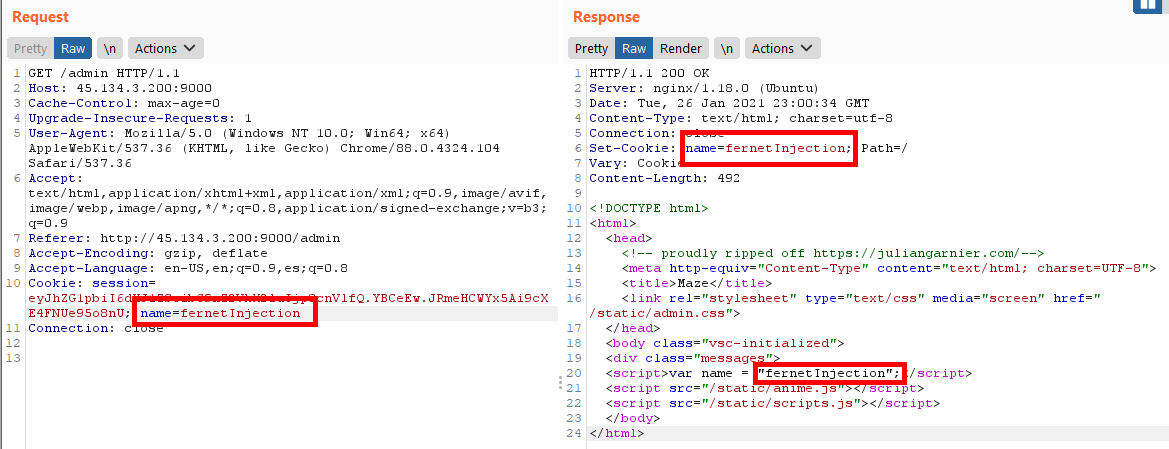 Request
Pretty Raw \n Actions
1 GET /admin HTTP/1.1
2 Host: 45.134.3.200:9000
3 Cache-Control: max-age=0
4 Upgrade-Insecure-Requests: 1
5 User-Agent: Mozilla/5.0 (Windows NT 10.0; Win64; x64)
AppleWebKit/537.36 (KHTML, like Gecko) Chrome/88.0.4324.104
Safari/537.36
6 Accept:
text/html,application/xhtml+xml,application/xml;q=0.9,image/avif,
image/webp,image/apng,*/*;q=0.8,application/signed-exchange;v=b3;
q=0.9
7 Referer: http://45.134.3.200:9000/admin
8 Accept-Encoding: gzip, deflate
9 Accept-Language: en-US,en;q=0.9,es;q=0.8
10 Cookie: session=
E4FNUe95o8nU; name=fernetInjection
11 Connection: close
12
13
Response
Pretty Raw Render \n Actions
1 HTTP/1.1 200 OK
2 Server: nginx/1.18.0 (Ubuntu)
3 Date: Tue, 26 Jan 2021 23:00:34 GMT
4 Content-Type: text/html; charset=utf-8
5 Connection: close
6 Set-Cookie: name=fernetInjection; Path=/
7 Vary: Cookie
8 Content-Length: 492
9
10 <!DOCTYPE html>
11 <html>
12 <head>
13 <!-- proudly ripped off https://juliangarnier.com/-->
14 <meta http-equiv="Content-Type" content="text/html; charset=UTF-8">
15 <title>Maze</title>
16 <link rel="stylesheet" type="text/css" media="screen" href="
/static/admin.css">
17 </head>
18 <body class="vsc-initialized">
19 <div class="messages">
20 <script>var name = "fernetInjection";</script>
21 <script src="/static/anime.js"></script>
22 <script src="/static/scripts.js"></script>
23 </body>
24 </html>